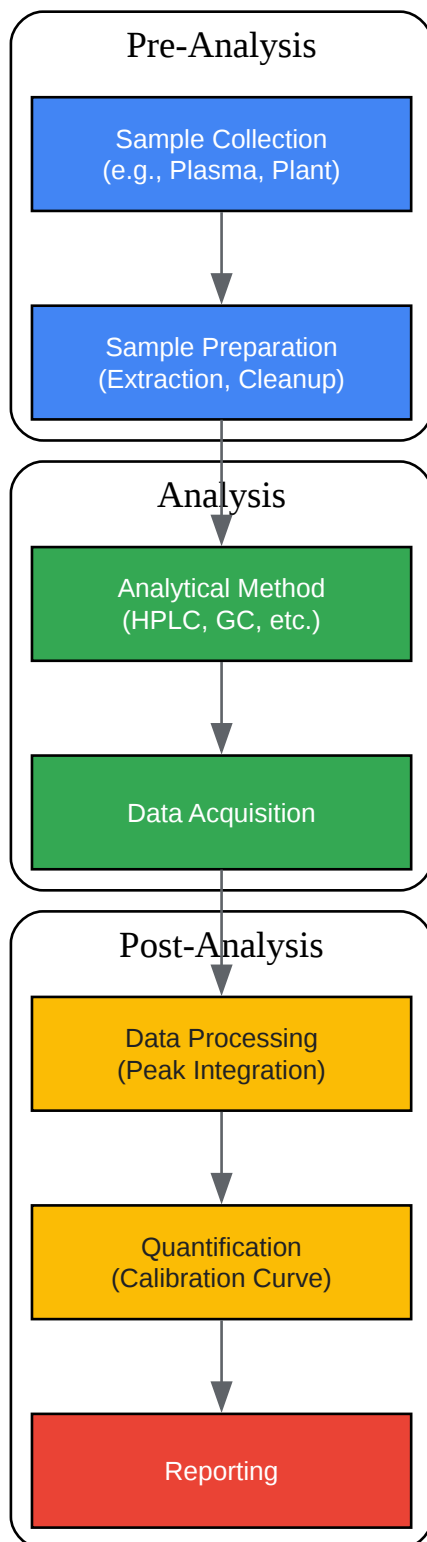 Pre-Analysis
Sample Collection
(e.g., Plasma, Plant)
Sample Preparation
(Extraction, Cleanup)
Analysis
Analytical Method
(HPLC, GC, etc.)
Data Acquisition
Post-Analysis
Data Processing
(Peak Integration)
Quantification
(Calibration Curve)
Reporting